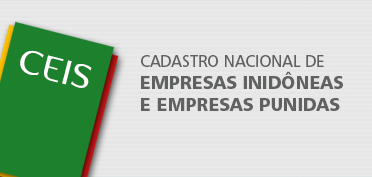 CEIS
CADASTRO NACIONAL DE
EMPRESAS INIDÔNEAS
E EMPRESAS PUNIDAS